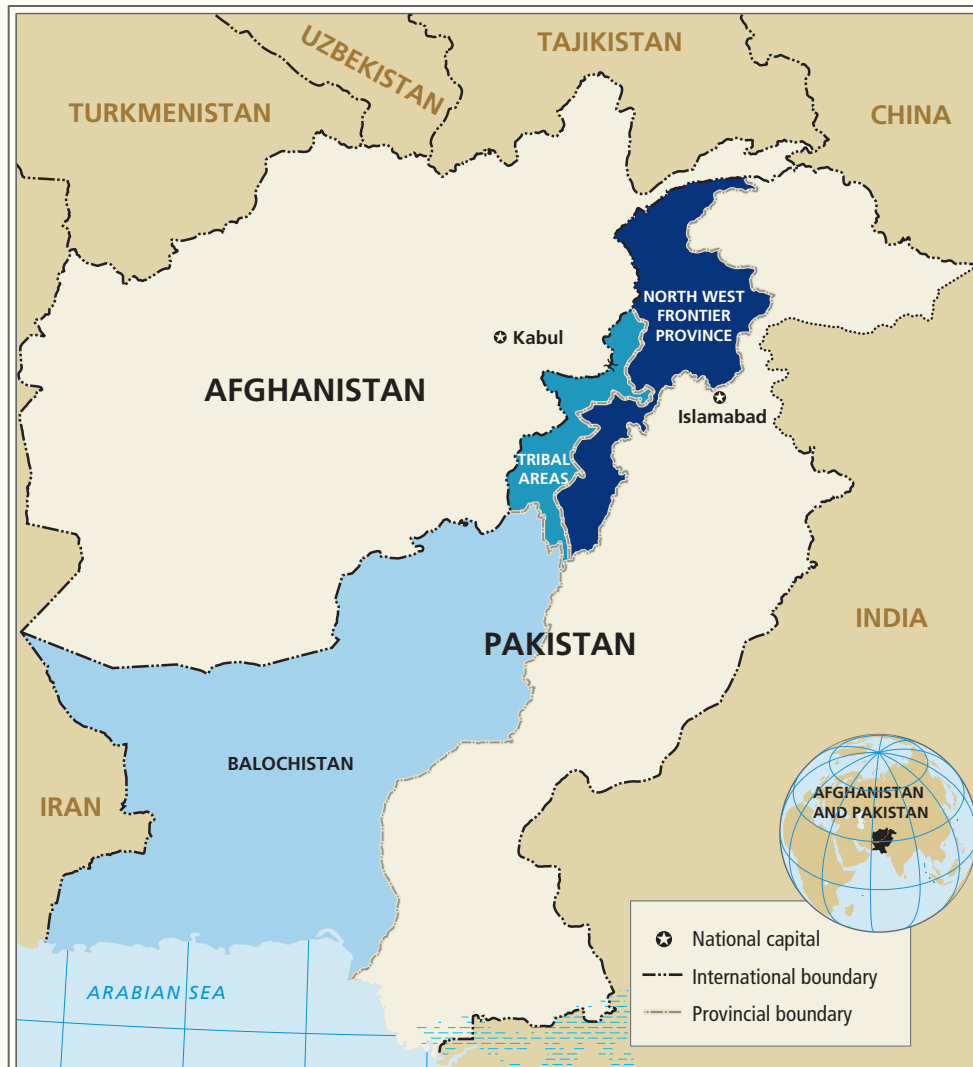 UZBEKISTAN
TAJIKISTAN
TURKMENISTAN
CHINA
NORTH WEST
FRONTIER
PROVINCE
Kabul
AFGHANISTAN
Islamabad
TRIBAL
AREAS
INDIA
PAKISTAN
BALOCHISTAN
IRAN
AFGHANISTAN
AND PAKISTAN
National capital
International boundary
Provincial boundary
ARABIAN SEA